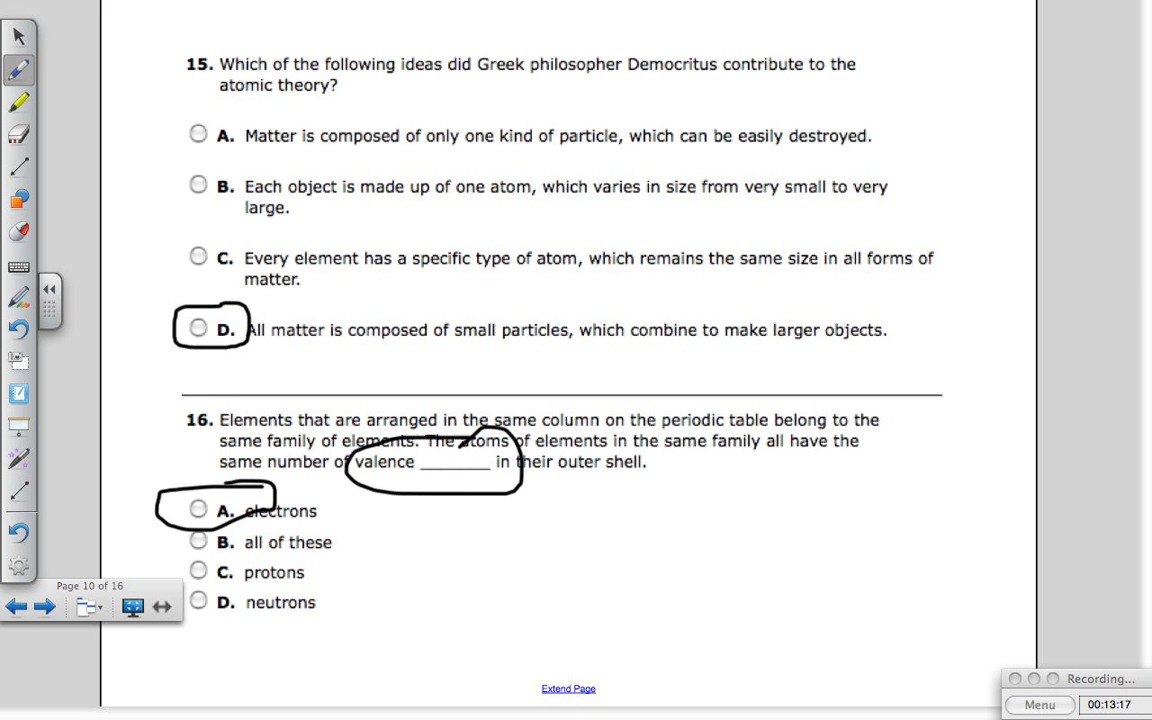 15. Which of the following ideas did Greek philosopher Democritus contribute to the
atomic theory?
A. Matter is composed of only one kind of particle, which can be easily destroyed.
B. Each object is made up of one atom, which varies in size from very small to very
large.
C. Every element has a specific type of atom, which remains the same size in all forms of
matter.
D. All matter is composed of small particles, which combine to make larger objects.
16. Elements that are arranged in the same column on the periodic table belong to the
same family of elements. The atoms of elements in the same family all have the
same number of valence ________ in their outer shell.
A. electrons
B. all of these
C. protons
D. neutrons
Page 10 of 16
Extend Page
Recording...
Menu 00:13:17